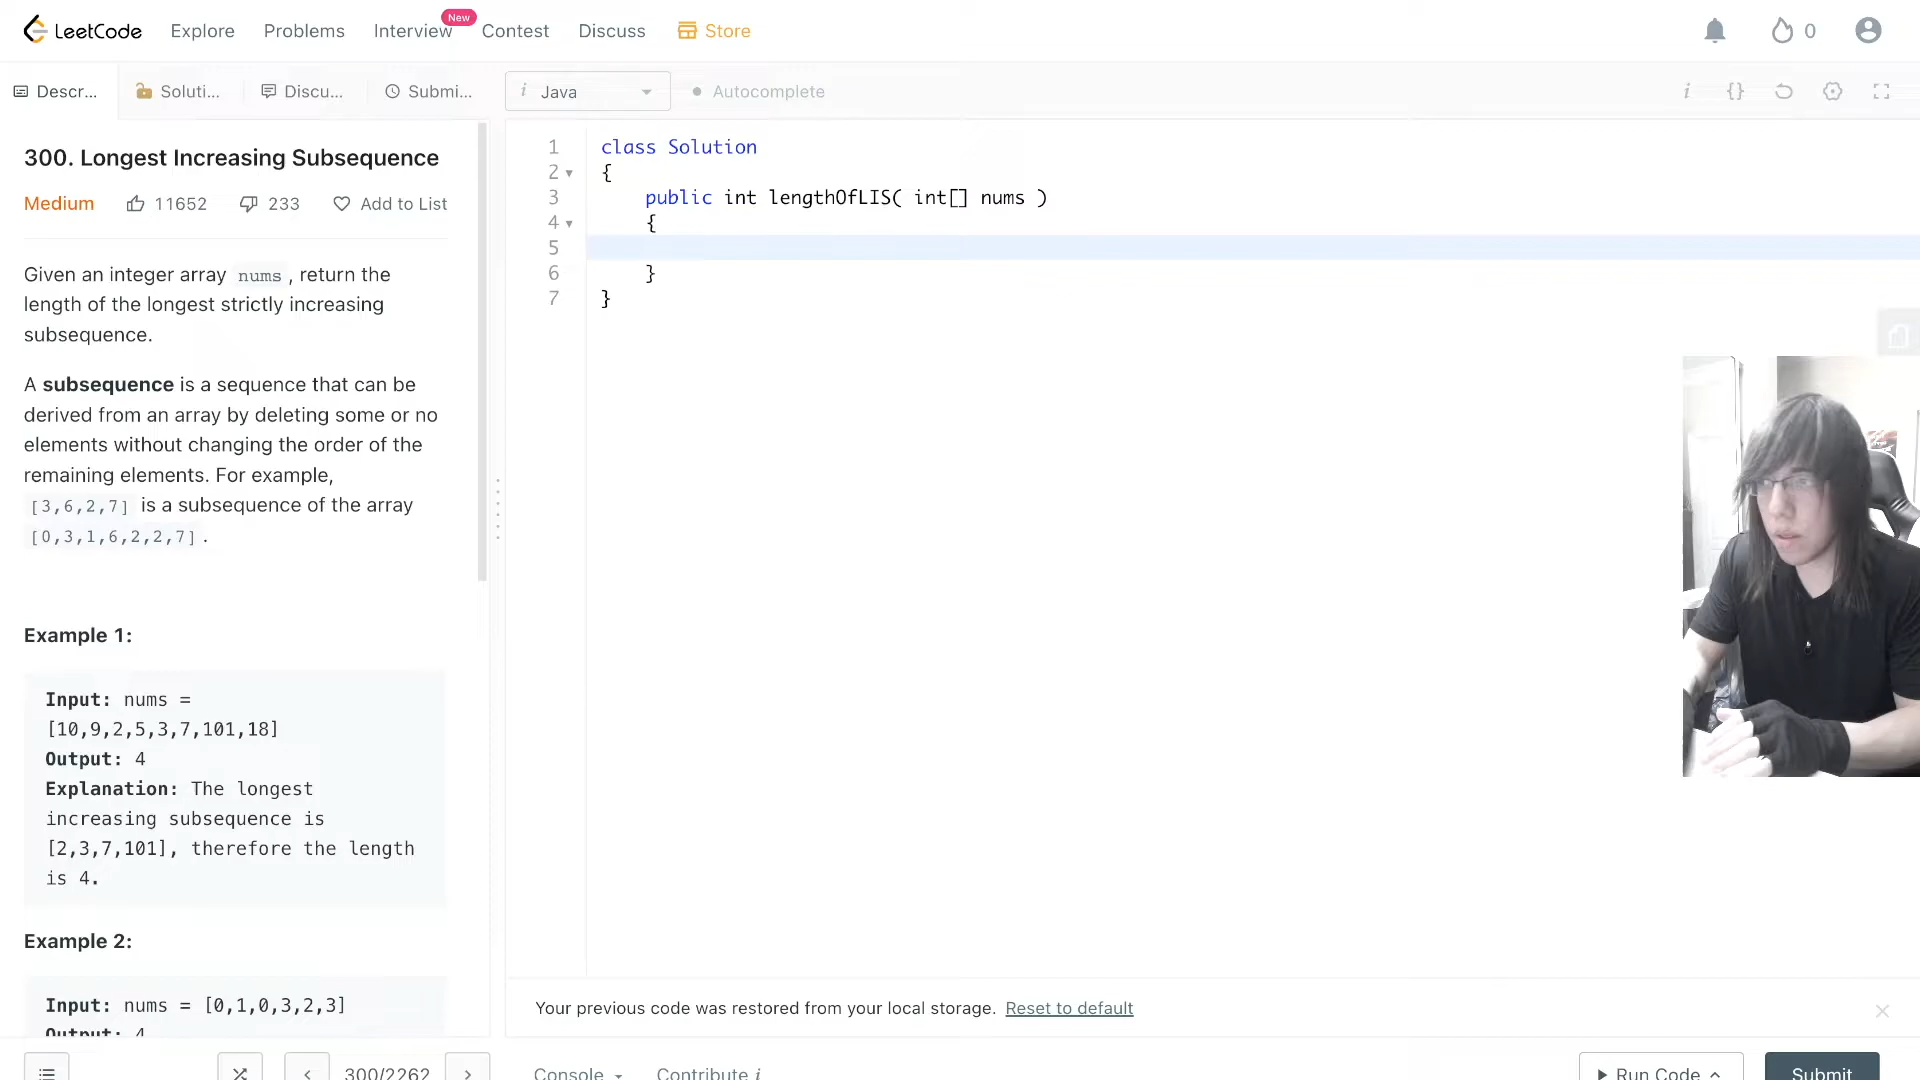 LeetCode Explore Problems Interview New Contest Discuss Store 0
Descr... Soluti... Discu... Submi... i Java Autocomplete i {}
300. Longest Increasing Subsequence
Medium 11652 233 Add to List
Given an integer array nums , return the
length of the longest strictly increasing
subsequence.
A subsequence is a sequence that can be
derived from an array by deleting some or no
elements without changing the order of the
remaining elements. For example,
[3,6,2,7] is a subsequence of the array
[0,3,1,6,2,2,7] .
Example 1:
Input: nums =
[10,9,2,5,3,7,101,18]
Output: 4
Explanation: The longest
increasing subsequence is
[2,3,7,101], therefore the length
is 4.
Example 2:
Input: nums = [0,1,0,3,2,3]
Output: 4
300/2262
1 class Solution
2 {
3 public int lengthOfLIS( int[] nums )
4 {
5
6 }
7 }
Your previous code was restored from your local storage. Reset to default
Console Contribute i Run Code Submit